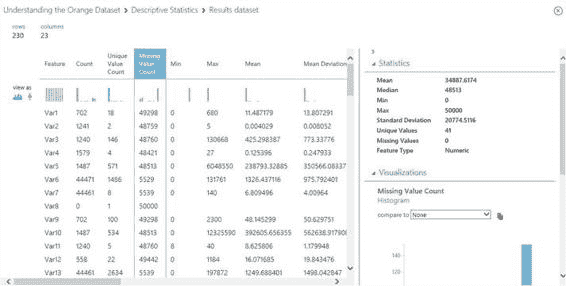 Understanding the Orange Dataset > Descriptive Statistics > Results dataset
rows columns
230 23
Feature Count Unique Value Count Missing Value Count Min Max Mean Mean Deviation
view as
Var1 702 18 49298 0 680 11.487179 13.807291
Var2 1241 2 48759 0 5 0.004029 0.008052
Var3 1240 146 48760 0 130668 425.298387 773.33776
Var4 1579 4 48421 0 27 0.125396 0.247933
Var5 1487 571 48513 0 6048550 238793.32885 350566.08337
Var6 44471 1486 5529 0 131761 1326.437116 975.792401
Var7 44461 8 5539 0 140 6.809496 4.00964
Var8 0 1 50000
Var9 702 100 49298 0 2300 48.145299 50.629751
Var10 1487 534 48513 0 12325590 392605.656355 562638.917908
Var11 1240 5 48760 8 40 8.625806 1.179948
Var12 558 22 49442 0 1184 16.071685 19.843476
Var13 44461 2634 5539 0 197872 1249.688401 1498.042847
Statistics
Mean 34887.6174
Median 48513
Min 0
Max 50000
Standard Deviation 20774.5116
Unique Values 41
Missing Values 0
Feature Type Numeric
Visualizations
Missing Value Count
Histogram
compare to None
140
120